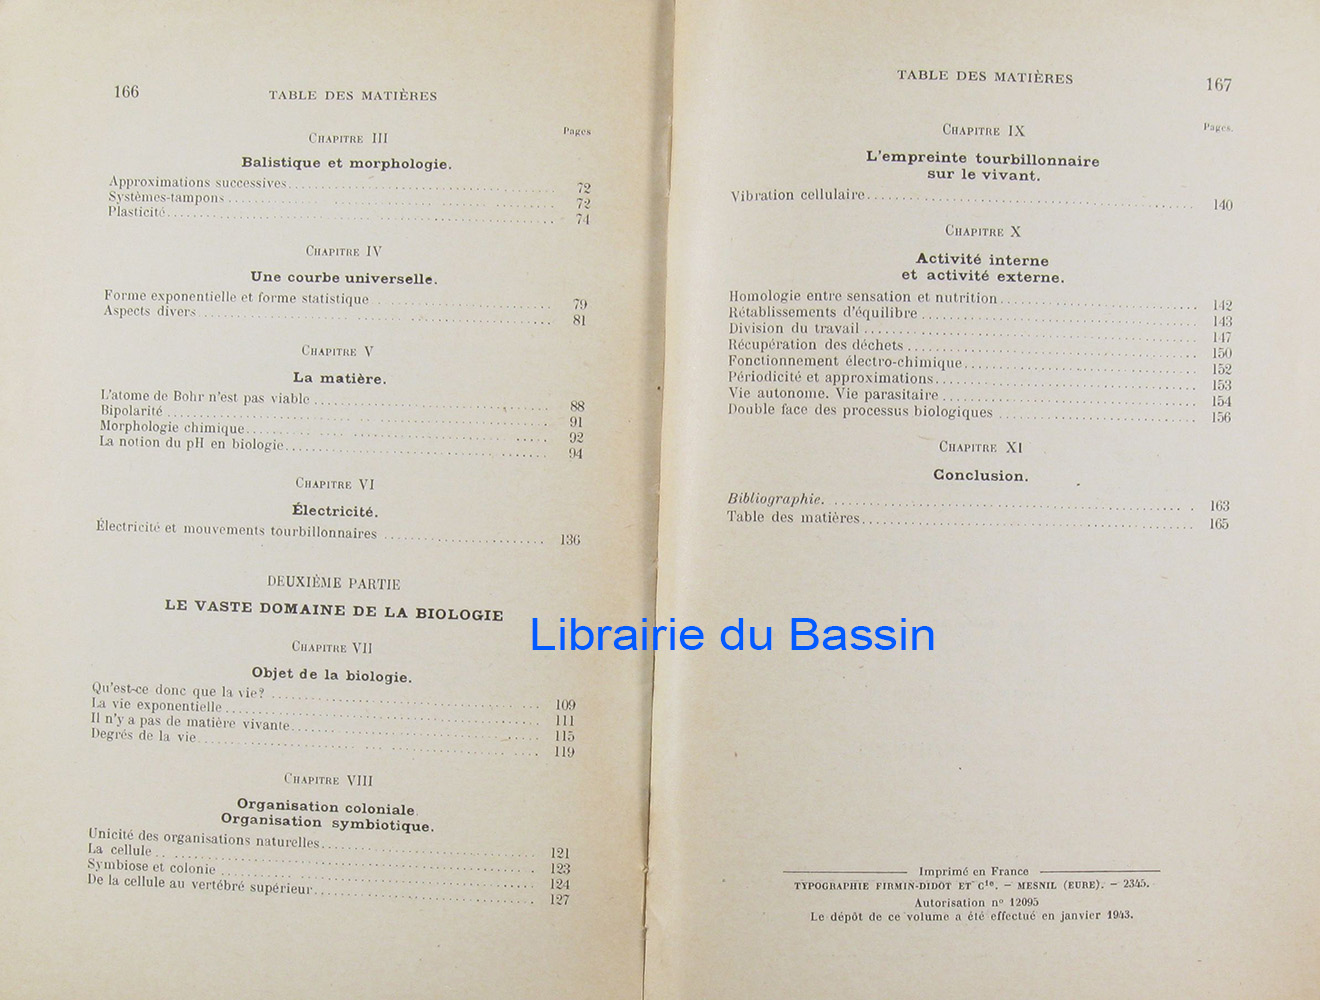 166
TABLE DES MATIÈRES
CHAPITRE III
Pages
Balistique et morphologie.
Approximations successives 72
Systèmes-tampons 72
Plasticité 74
CHAPITRE IV
Une courbe universelle.
Forme exponentielle et forme statistique 79
Aspects divers 81
CHAPITRE V
La matière.
L'atome de Bohr n'est pas viable 88
Bipolarité 91
Morphologie chimique 92
La notion du pH en biologie 94
CHAPITRE VI
Électricité.
Électricité et mouvements tourbillonnaires 136
DEUXIÈME PARTIE
LE VASTE DOMAINE DE LA BIOLOGIE
CHAPITRE VII
Objet de la biologie.
Qu'est-ce donc que la vie? 109
La vie exponentielle 111
Il n'y a pas de matière vivante 115
Degrés de la vie 119
CHAPITRE VIII
Organisation coloniale.
Organisation symbiotique.
Unicité des organisations naturelles 121
La cellule 123
Symbiose et colonie 124
De la cellule au vertébré supérieur 127
TABLE DES MATIÈRES
167
CHAPITRE IX
Pages.
L'empreinte tourbillonnaire
sur le vivant.
Vibration cellulaire 140
CHAPITRE X
Activité interne
et activité externe.
Homologie entre sensation et nutrition 142
Rétablissements d'équilibre 143
Division du travail 147
Récupération des déchets 150
Fonctionnement électro-chimique 152
Périodicité et approximations 153
Vie autonome. Vie parasitaire 154
Double face des processus biologiques 156
CHAPITRE XI
Conclusion.
Bibliographie. 163
Table des matières 165
Librairie du Bassin
Imprimé en France
TYPOGRAPHIE FIRMIN-DIDOT ET Cie. — MESNIL (EURE). — 2345.
Autorisation n° 12095
Le dépôt de ce volume a été effectué en janvier 1943.